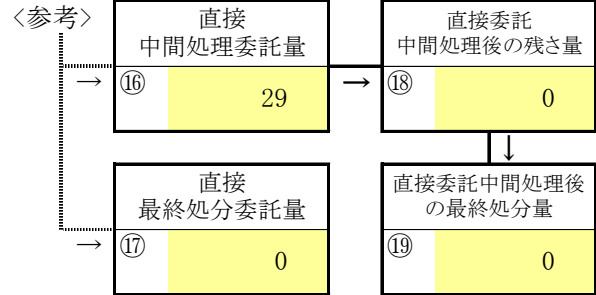 〈参考〉
直接
中間処理委託量
→
⑯
29
→
直接委託
中間処理後の残さ量
⑱
0
↓
直接
最終処分委託量
→
⑰
0
直接委託中間処理後
の最終処分量
⑲
0